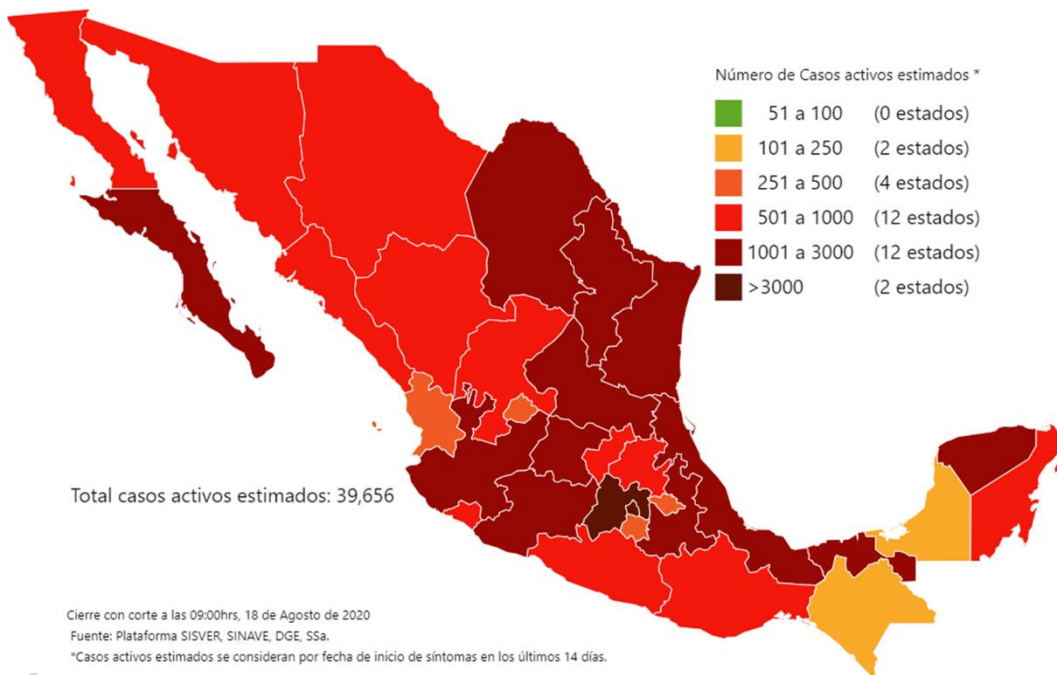 Número de Casos activos estimados *
51 a 100 (0 estados)
101 a 250 (2 estados)
251 a 500 (4 estados)
501 a 1000 (12 estados)
1001 a 3000 (12 estados)
>3000 (2 estados)
Total casos activos estimados: 39,656
Cierre con corte a las 09:00hrs, 18 de Agosto de 2020
Fuente: Plataforma SISVER, SINAVE, DGE, SSa.
*Casos activos estimados se consideran por fecha de inicio de síntomas en los últimos 14 días.